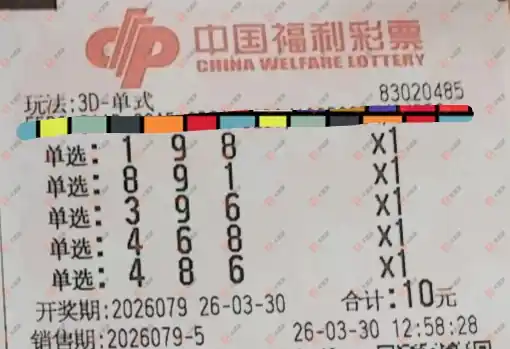 中国福利彩票
CHINA WELFARE LOTTERY
玩法:3D-单式 83020485
单选: 1 9 8 X1
单选: 8 9 1 X1
单选: 3 9 6 X1
单选: 4 6 8 X1
单选: 4 8 6 X1
开奖期:2026079 26-03-30 合计:10元
销售期:2026079-5 26-03-30 12:58:28